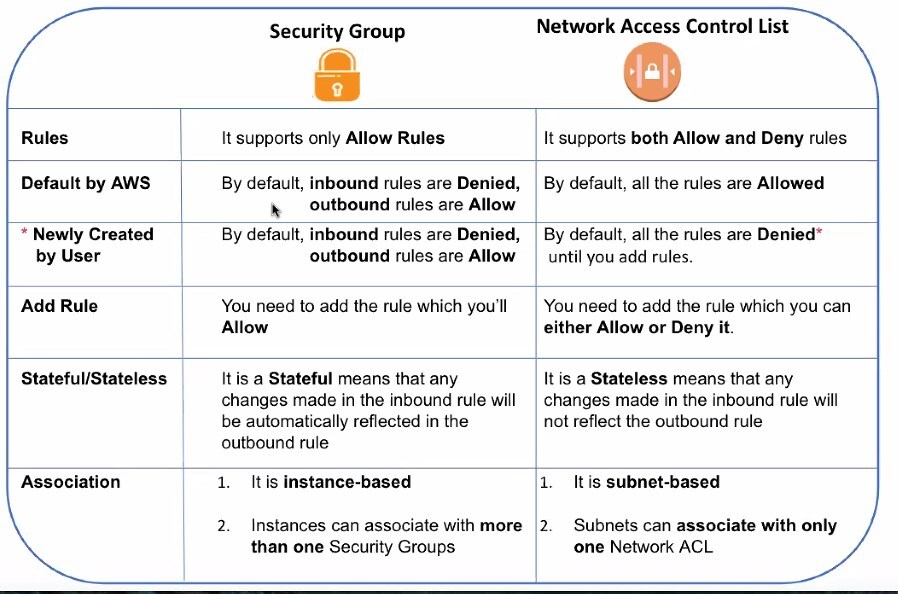 Security Group
Network Access Control List
Rules
It supports only Allow Rules
It supports both Allow and Deny rules
Default by AWS
By default, inbound rules are Denied,
outbound rules are Allow
By default, all the rules are Allowed
* Newly Created
by User
By default, inbound rules are Denied,
outbound rules are Allow
By default, all the rules are Denied*
until you add rules.
Add Rule
You need to add the rule which you'll
Allow
You need to add the rule which you can
either Allow or Deny it.
Stateful/Stateless
It is a Stateful means that any
changes made in the inbound rule will
be automatically reflected in the
outbound rule
It is a Stateless means that any
changes made in the inbound rule will
not reflect the outbound rule
Association
1. It is instance-based
2. Instances can associate with more
than one Security Groups
1. It is subnet-based
2. Subnets can associate with only
one Network ACL